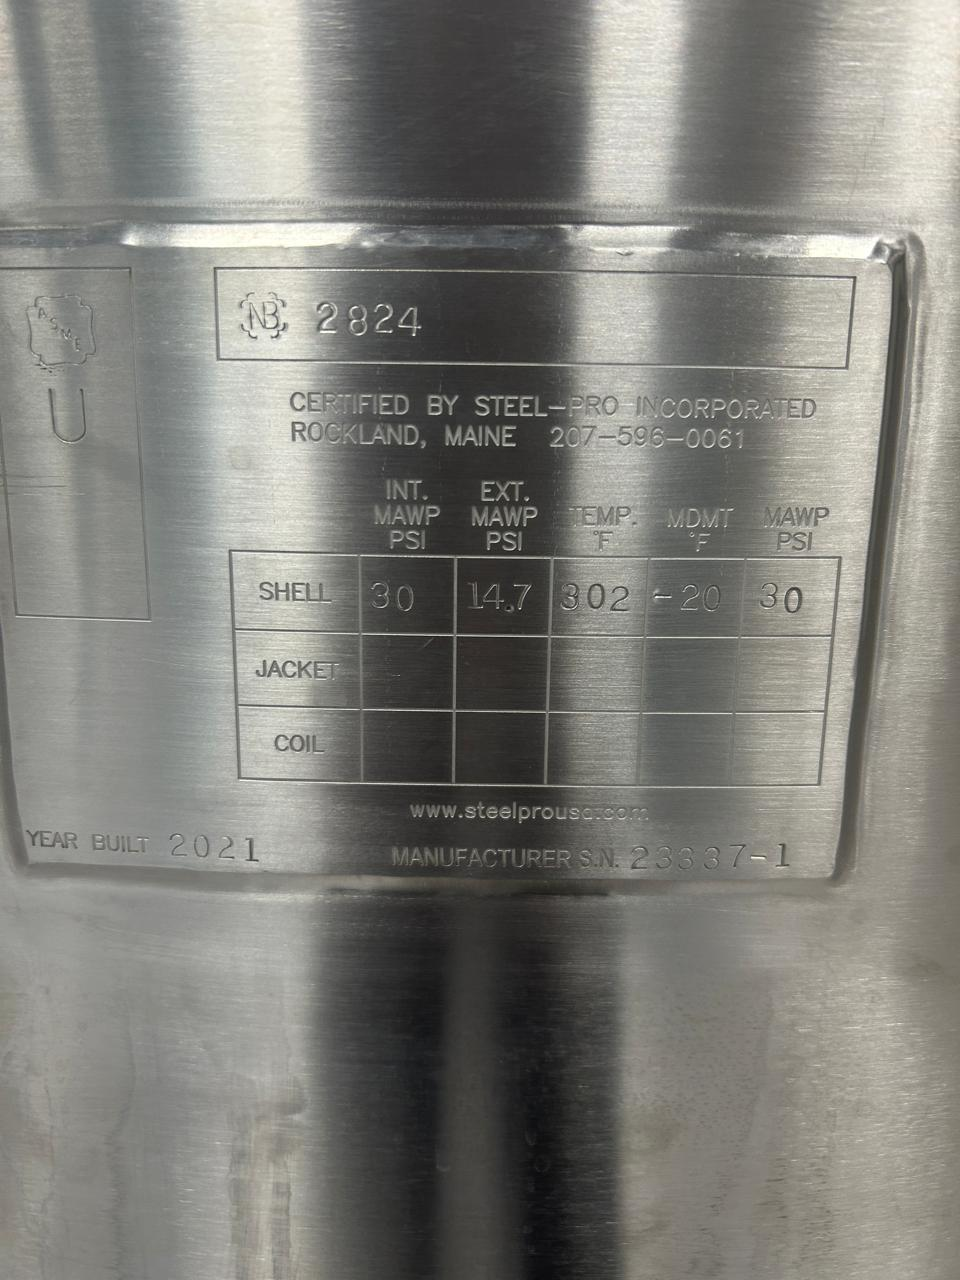 ASME
U
NB 2824
CERTIFIED BY STEEL-PRO INCORPORATED
ROCKLAND, MAINE 207-596-0061
INT. MAWP PSI EXT. MAWP PSI TEMP. °F MDMT °F MAWP PSI
SHELL 30 14.7 302 -20 30
JACKET
COIL
www.steelprousa.com
YEAR BUILT 2021
MANUFACTURER S.N. 23337-1